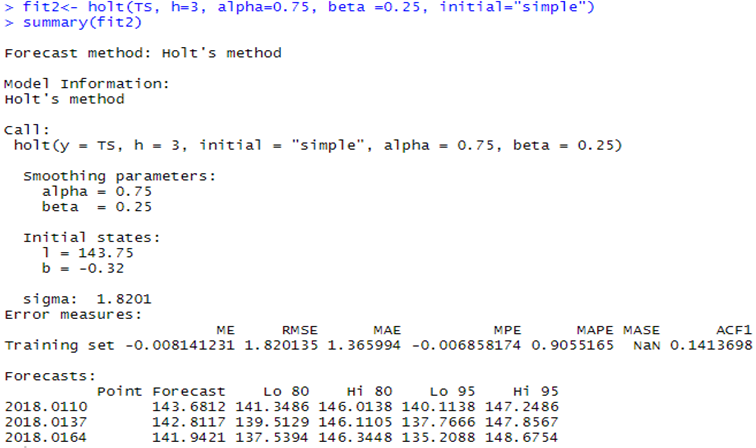 > fit2<- holt(TS, h=3, alpha=0.75, beta =0.25, initial="simple")
> summary(fit2)
Forecast method: Holt's method
Model Information:
Holt's method
Call:
holt(y = TS, h = 3, initial = "simple", alpha = 0.75, beta = 0.25)
Smoothing parameters:
alpha = 0.75
beta = 0.25
Initial states:
l = 143.75
b = -0.32
sigma: 1.8201
Error measures:
ME RMSE MAE MPE MAPE MASE ACF1
Training set -0.008141231 1.820135 1.365994 -0.006858174 0.9055165 NaN 0.1413698
Forecasts:
Point Forecast Lo 80 Hi 80 Lo 95 Hi 95
2018.0110 143.6812 141.3486 146.0138 140.1138 147.2486
2018.0137 142.8117 139.5129 146.1105 137.7666 147.8567
2018.0164 141.9421 137.5394 146.3448 135.2088 148.6754